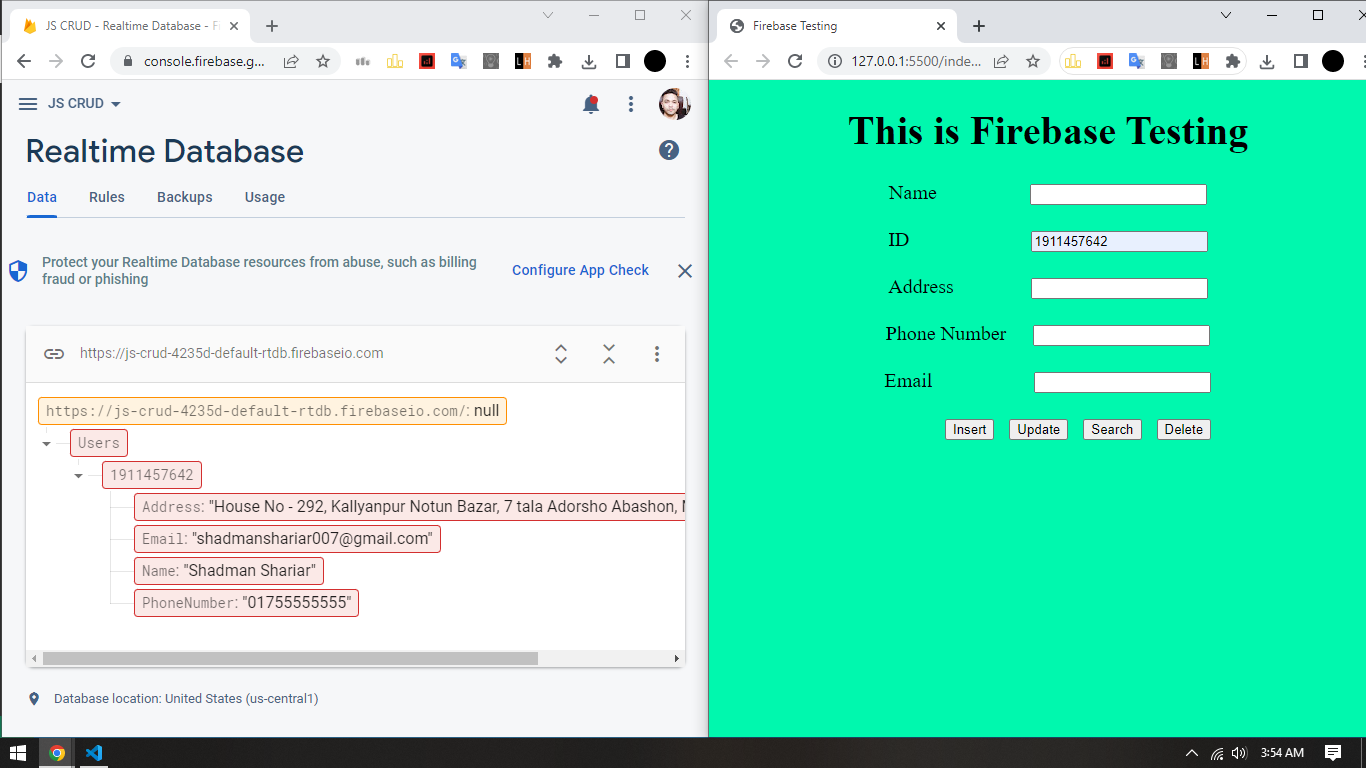 JS CRUD - Realtime Database - Fi
console.firebase.g...
JS CRUD
Realtime Database
Data Rules Backups Usage
Protect your Realtime Database resources from abuse, such as billing
fraud or phishing
Configure App Check
https://js-crud-4235d-default-rtdb.firebaseio.com
https://js-crud-4235d-default-rtdb.firebaseio.com/: null
Users
1911457642
Address: "House No - 292, Kallyanpur Notun Bazar, 7 tala Adorsho Abashon,
Email: "shadmanshariar007@gmail.com"
Name: "Shadman Shariar"
PhoneNumber: "01755555555"
Database location: United States (us-central1)
Firebase Testing
127.0.0.1:5500/inde...
This is Firebase Testing
Name
ID 1911457642
Address
Phone Number
Email
Insert Update Search Delete
3:54 AM